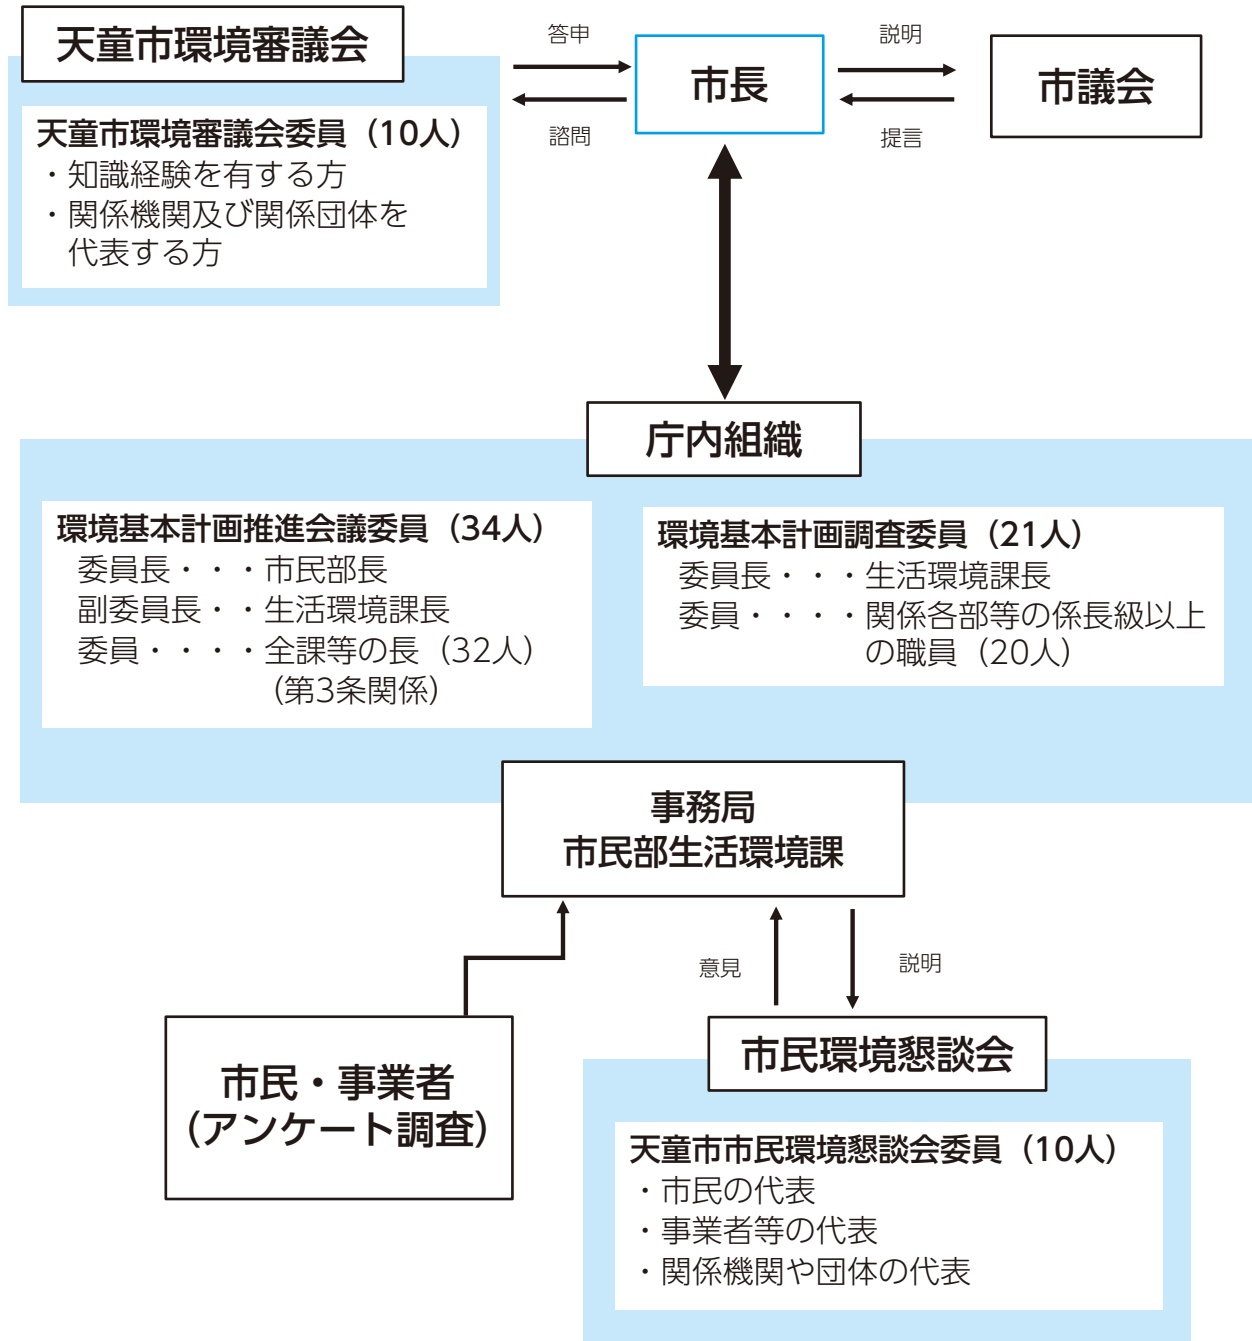 天童市環境審議会
天童市環境審議会委員（10人）
・知識経験を有する方
・関係機関及び関係団体を
代表する方
答申
諮問
市長
説明
提言
市議会
庁内組織
環境基本計画推進会議委員（34人）
委員長・・・市民部長
副委員長・・生活環境課長
委員・・・・全課等の長（32人）
（第3条関係）
環境基本計画調査委員（21人）
委員長・・・生活環境課長
委員・・・・関係各部等の係長級以上
の職員（20人）
事務局
市民部生活環境課
意見
説明
市民・事業者
（アンケート調査）
市民環境懇談会
天童市市民環境懇談会委員（10人）
・市民の代表
・事業者等の代表
・関係機関や団体の代表